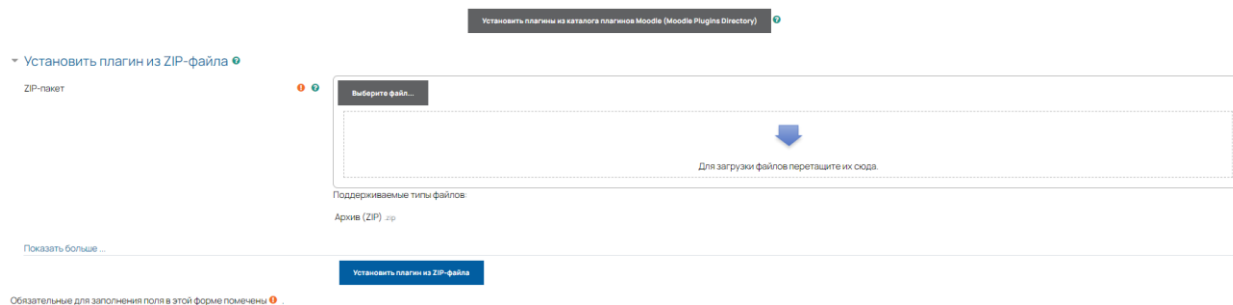 Установить плагины из каталога плагинов Moodle (Moodle Plugins Directory)
Установить плагин из ZIP-файла
ZIP-пакет
Выберите файл...
Для загрузки файлов перетащите их сюда.
Поддерживаемые типы файлов:
Архив (ZIP) .zip
Показать больше ...
Установить плагин из ZIP-файла
Обязательные для заполнения поля в этой форме помечены .